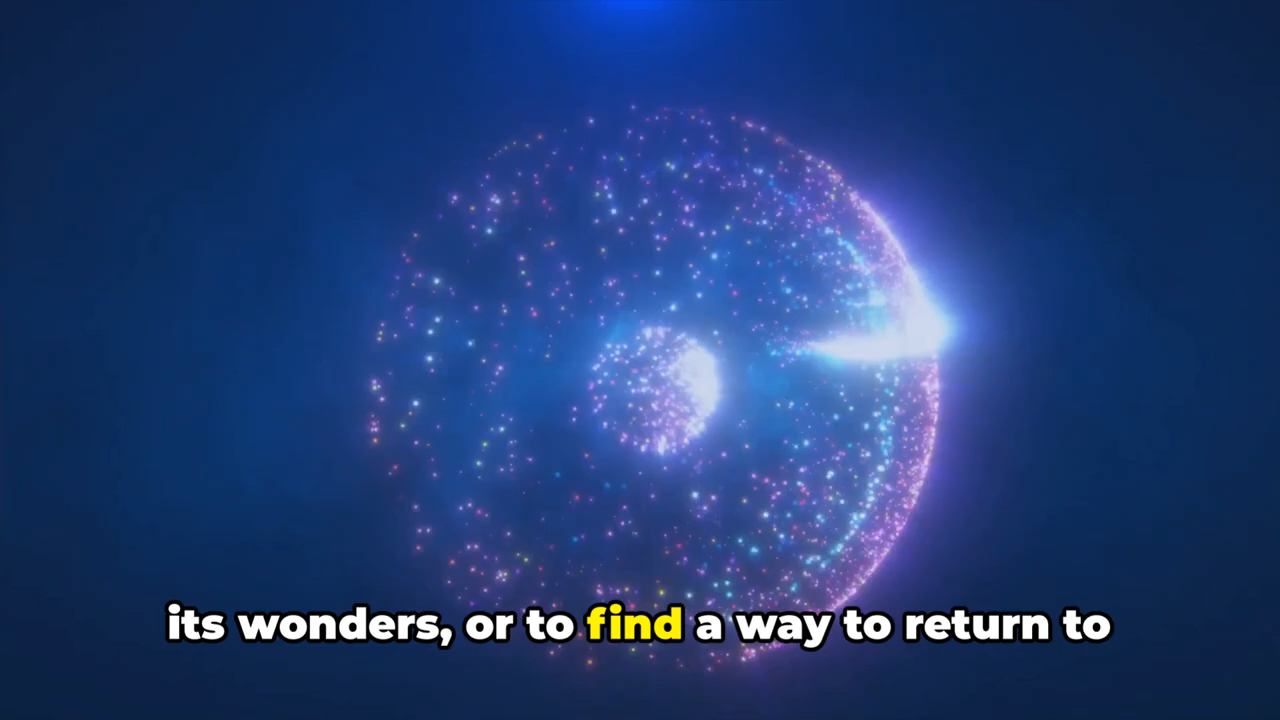 its wonders, or to find a way to return to